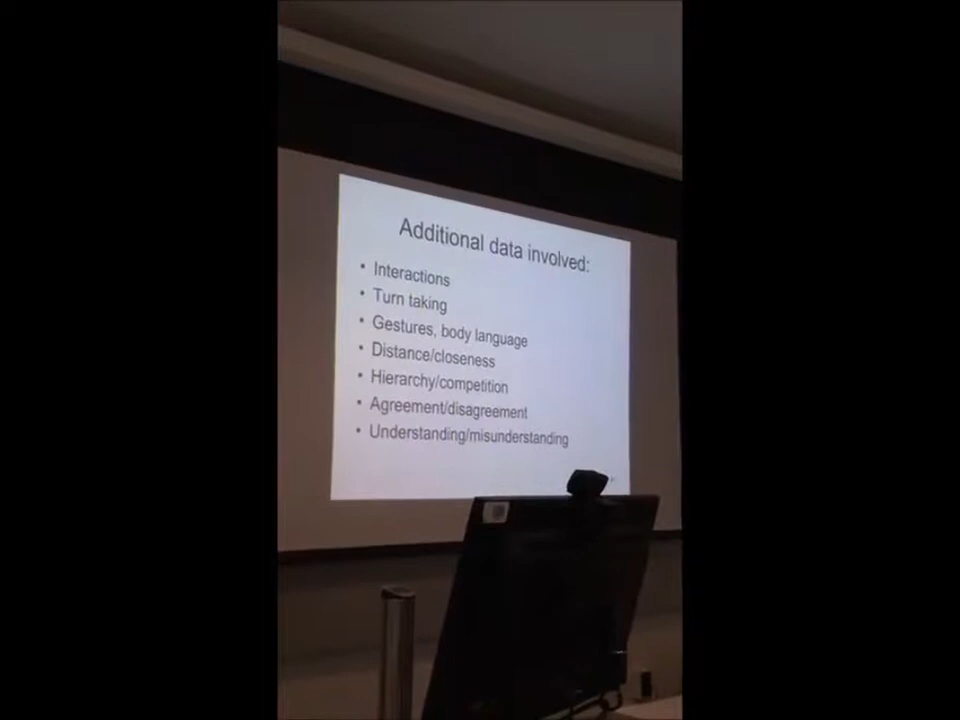 Additional data involved:
• Interactions
• Turn taking
• Gestures, body language
• Distance/closeness
• Hierarchy/competition
• Agreement/disagreement
• Understanding/misunderstanding